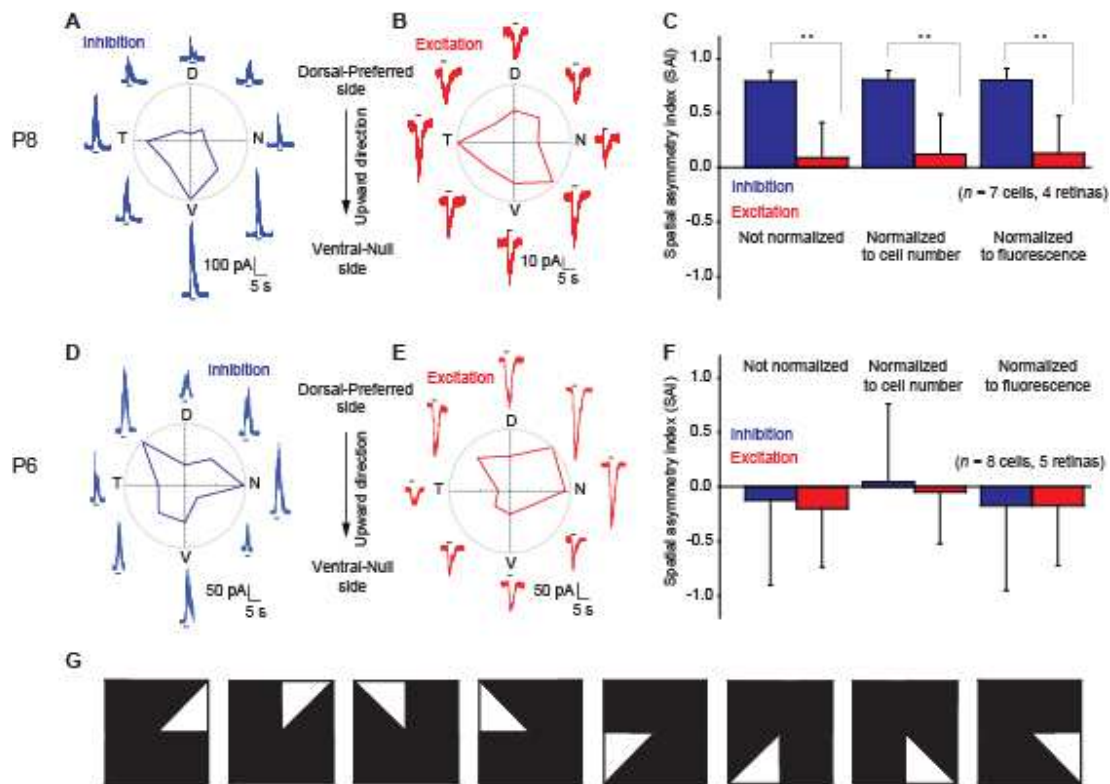 A
Inhibition
D
T
N
V
100 pA
5 s
P8
Dorsal-Preferred
side
Upward direction
Ventral-Null
side
B
Excitation
D
T
N
V
10 pA
5 s
C
Spatial asymmetry index (SAI)
1.0
0.5
0.0
-0.5
-1.0
**
**
**
Inhibition
Excitation
(n = 7 cells, 4 retinas)
Not normalized
Normalized
to cell number
Normalized
to fluorescence
D
Inhibition
D
T
N
V
50 pA
5 s
P6
Dorsal-Preferred
side
Upward direction
Ventral-Null
side
E
Excitation
D
T
N
V
50 pA
5 s
F
Spatial asymmetry index (SAI)
1.0
0.5
0.0
-0.5
-1.0
Not normalized
Normalized
to cell number
Normalized
to fluorescence
Inhibition
Excitation
(n = 8 cells, 5 retinas)
G